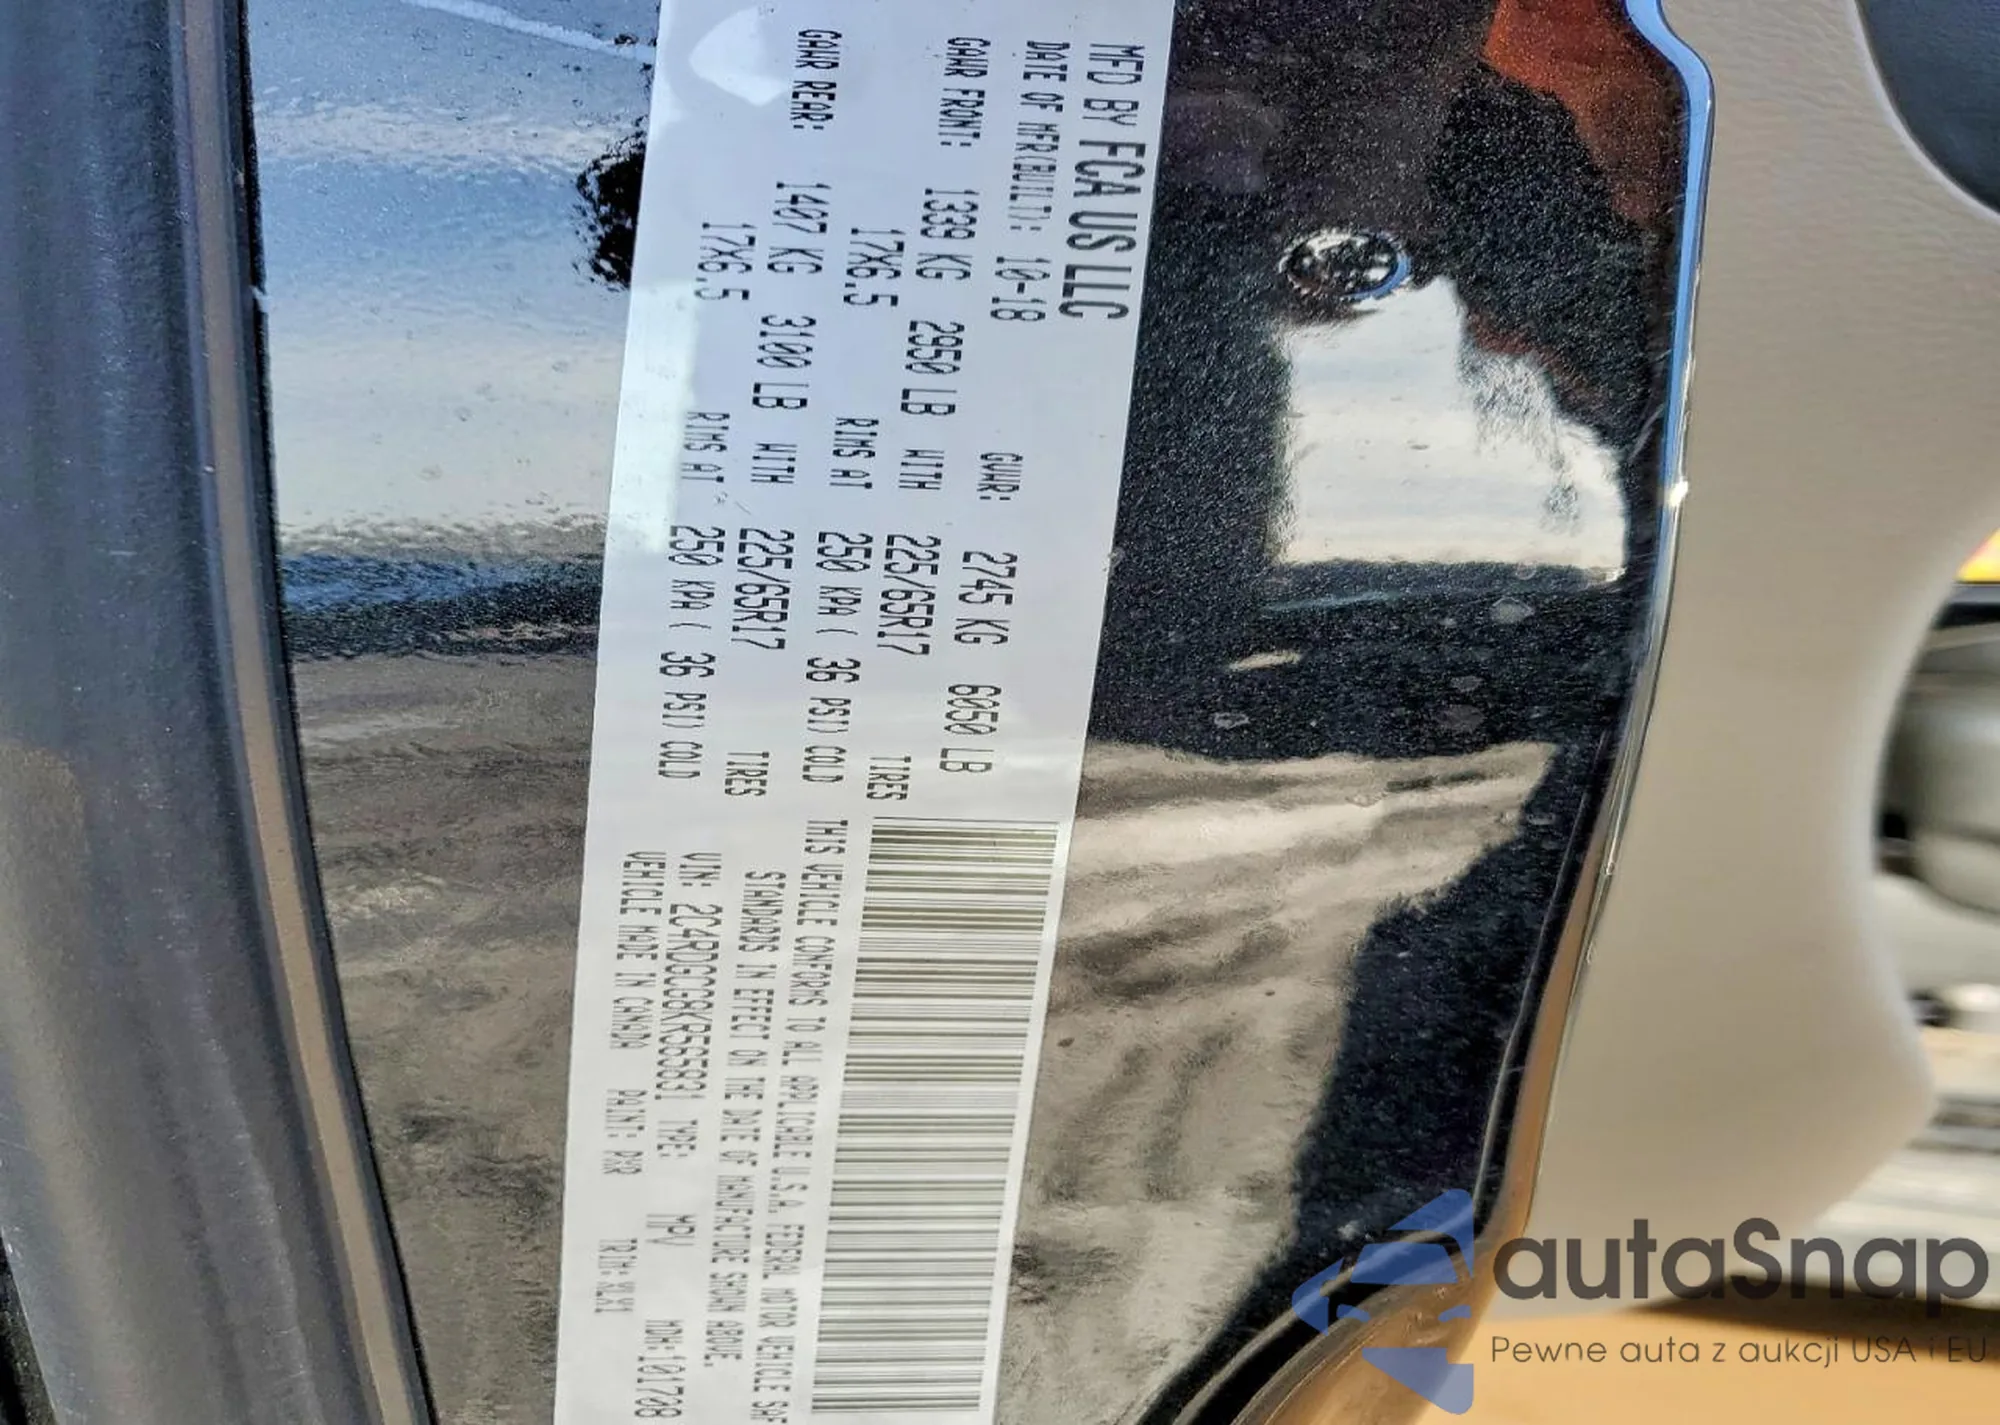 MFD BY FCA US LLC
DATE OF MFR(BUILT): 10-18 GVWR: 2745 KG 6050 LB
GAWR FRONT: 1339 KG 2950 LB WITH 225/65R17 TIRES
17X6.5 RIMS AT 250 KPA ( 36 PSI) COLD
GAWR REAR: 1407 KG 3100 LB WITH 225/65R17 TIRES
17X6.5 RIMS AT 250 KPA ( 36 PSI) COLD
THIS VEHICLE CONFORMS TO ALL APPLICABLE U.S.A. FEDERAL MOTOR VEHICLE SAF
STANDARDS IN EFFECT ON THE DATE OF MANUFACTURE SHOWN ABOVE.
VIN: 2C4RDGCG8KR565831 TYPE: MPV MDH:101708
VEHICLE MADE IN CANADA PAINT: PXR TRIM:
autaSnap
Pewne auta z aukcji USA i EU